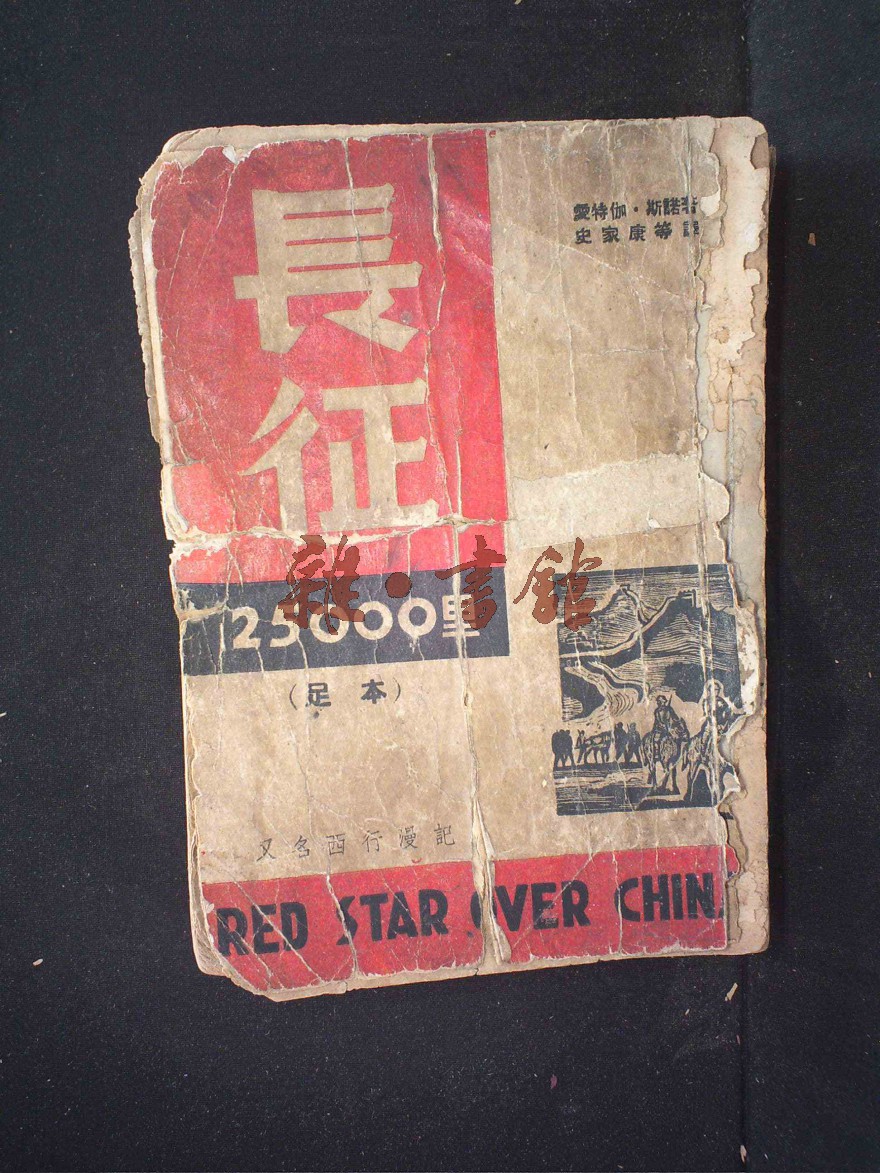 長征
愛特伽·斯諾著
史家康等譯
25000里
雜·書館
（足本）
又名西行漫記
RED STAR OVER CHIN